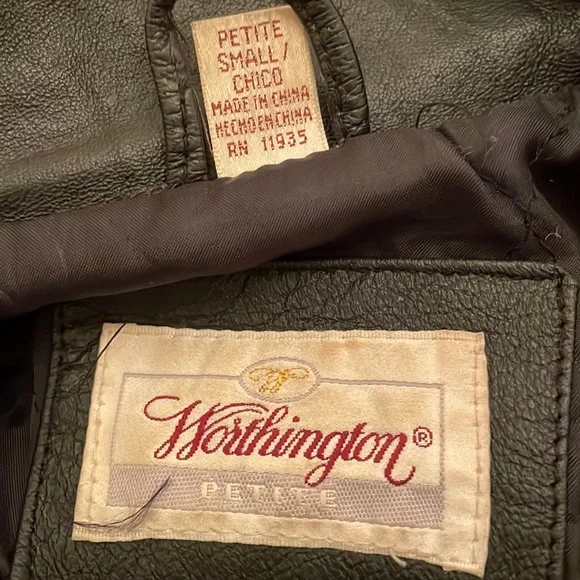 PETITE
SMALL/
CHICO
MADE IN CHINA
HECHO EN CHINA
RN 11935
Worthington®
PETITE